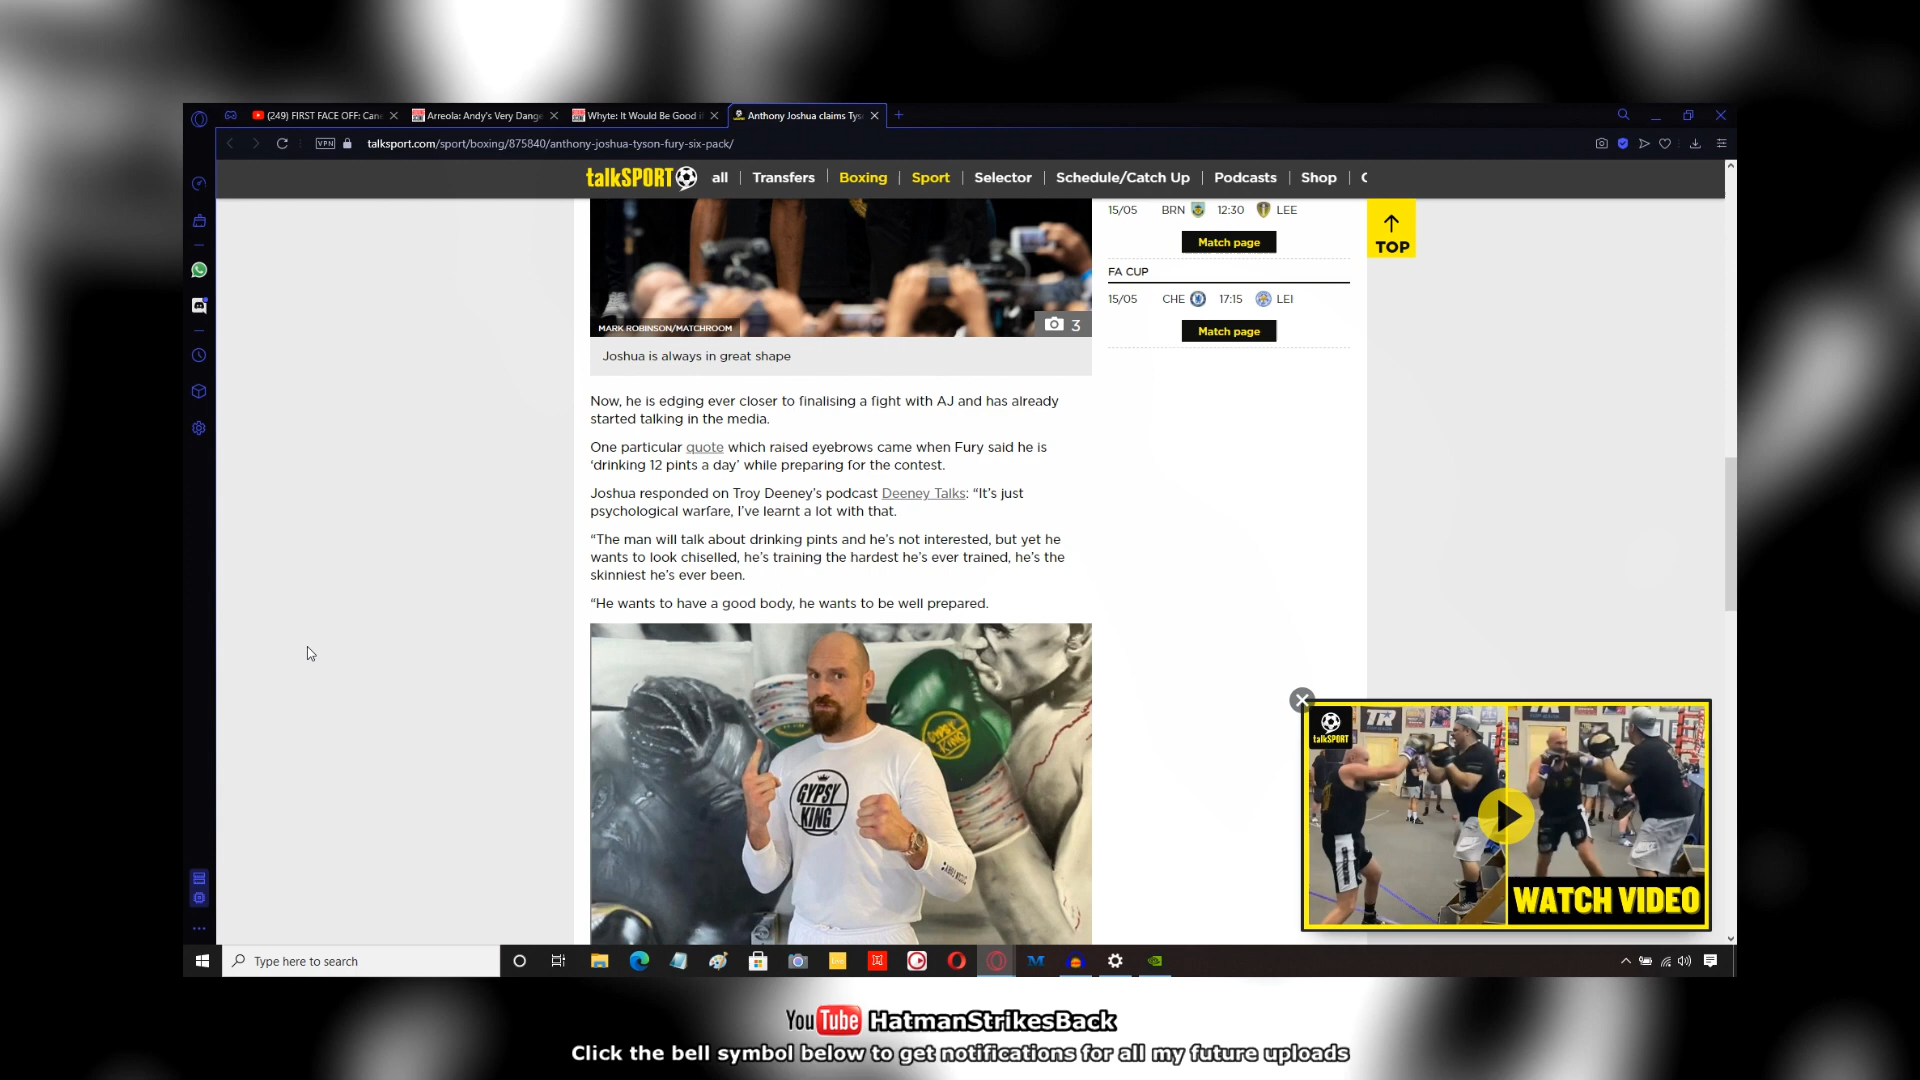 (249) FIRST FACE OFF: Cane
Arreola: Andy's Very Dange
Whyte: It Would Be Good i
Anthony Joshua claims Tys
VPN
talksport.com/sport/boxing/875840/anthony-joshua-tyson-fury-six-pack/
talkSPORT
all
Transfers
Boxing
Sport
Selector
Schedule/Catch Up
Podcasts
Shop
15/05 BRN 12:30 LEE
Match page
FA CUP
15/05 CHE 17:15 LEI
Match page
TOP
MARK ROBINSON/MATCHROOM
3
Joshua is always in great shape
Now, he is edging ever closer to finalising a fight with AJ and has already
started talking in the media.
One particular quote which raised eyebrows came when Fury said he is
‘drinking 12 pints a day’ while preparing for the contest.
Joshua responded on Troy Deeney’s podcast Deeney Talks: “It’s just
psychological warfare, I’ve learnt a lot with that.
“The man will talk about drinking pints and he’s not interested, but yet he
wants to look chiselled, he’s training the hardest he’s ever trained, he’s the
skinniest he’s ever been.
“He wants to have a good body, he wants to be well prepared.
GYPSY
KING
GYPSY
KING
talkSPORT
TR
WATCH VIDEO
Type here to search
YouTube HatmanStrikesBack
Click the bell symbol below to get notifications for all my future uploads